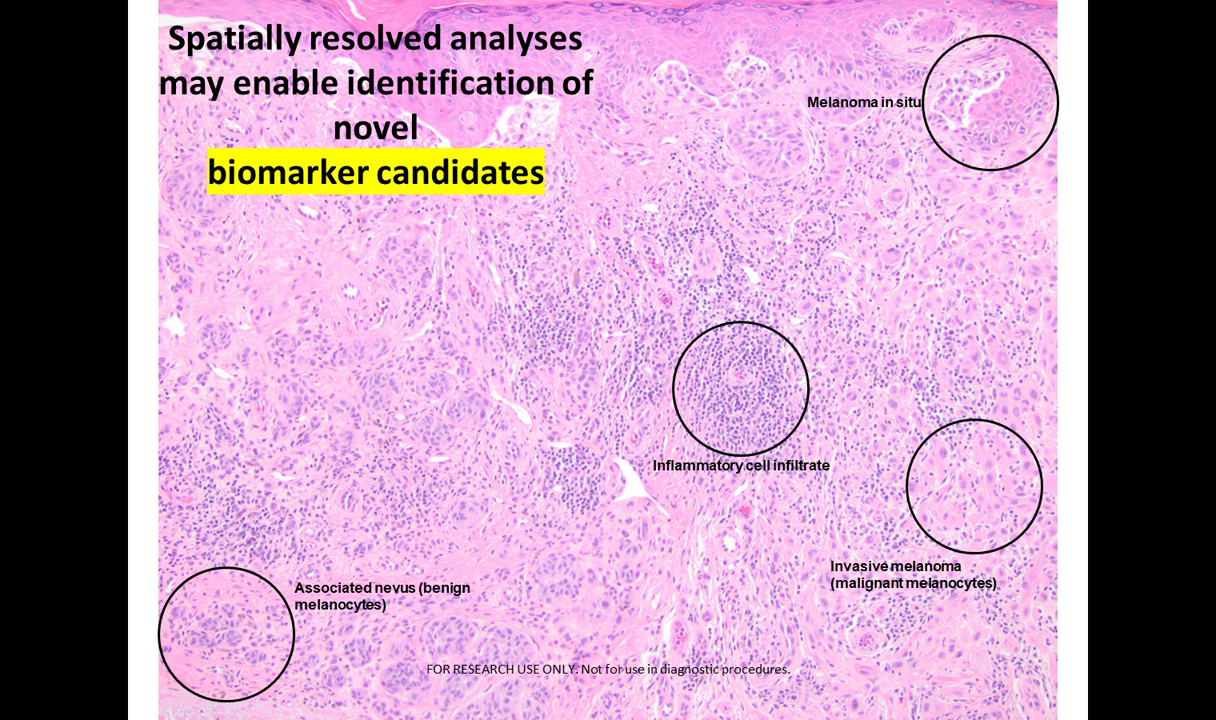 Spatially resolved analyses
may enable identification of
novel
biomarker candidates
Melanoma in situ
Inflammatory cell infiltrate
Invasive melanoma
(malignant melanocytes)
Associated nevus (benign
melanocytes)
FOR RESEARCH USE ONLY. Not for use in diagnostic procedures.